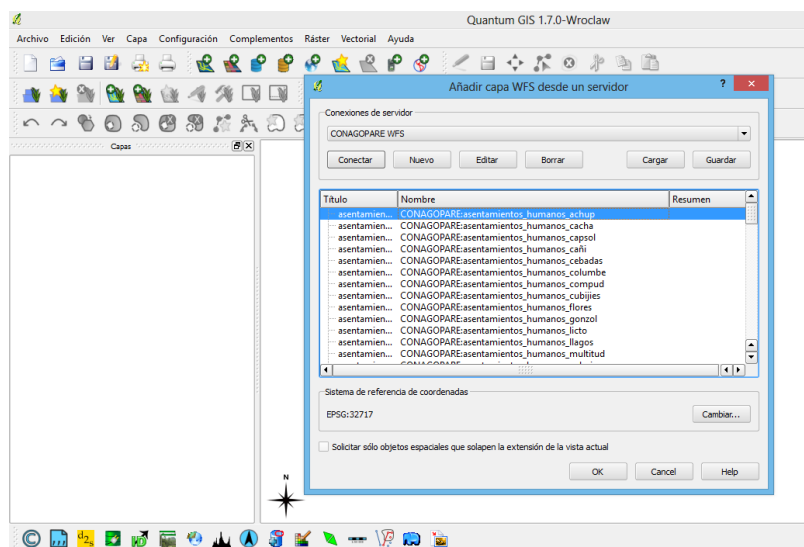 Quantum GIS 1.7.0-Wroclaw
Archivo Edición Ver Capa Configuración Complementos Ráster Vectorial Ayuda
Capas
Añadir capa WFS desde un servidor
Conexiones de servidor
CONAGOPARE WFS
Conectar Nuevo Editar Borrar Cargar Guardar
Título Nombre Resumen
asentamien... CONAGOPARE:asentamientos_humanos_achup
asentamien... CONAGOPARE:asentamientos_humanos_cacha
asentamien... CONAGOPARE:asentamientos_humanos_capsol
asentamien... CONAGOPARE:asentamientos_humanos_cañi
asentamien... CONAGOPARE:asentamientos_humanos_cebadas
asentamien... CONAGOPARE:asentamientos_humanos_columbe
asentamien... CONAGOPARE:asentamientos_humanos_compud
asentamien... CONAGOPARE:asentamientos_humanos_cubijies
asentamien... CONAGOPARE:asentamientos_humanos_flores
asentamien... CONAGOPARE:asentamientos_humanos_gonzol
asentamien... CONAGOPARE:asentamientos_humanos_licto
asentamien... CONAGOPARE:asentamientos_humanos_llagos
asentamien... CONAGOPARE:asentamientos_humanos_multitud
Sistema de referencia de coordenadas
EPSG:32717
Cambiar...
Solicitar sólo objetos espaciales que solapen la extensión de la vista actual
OK Cancel Help
N